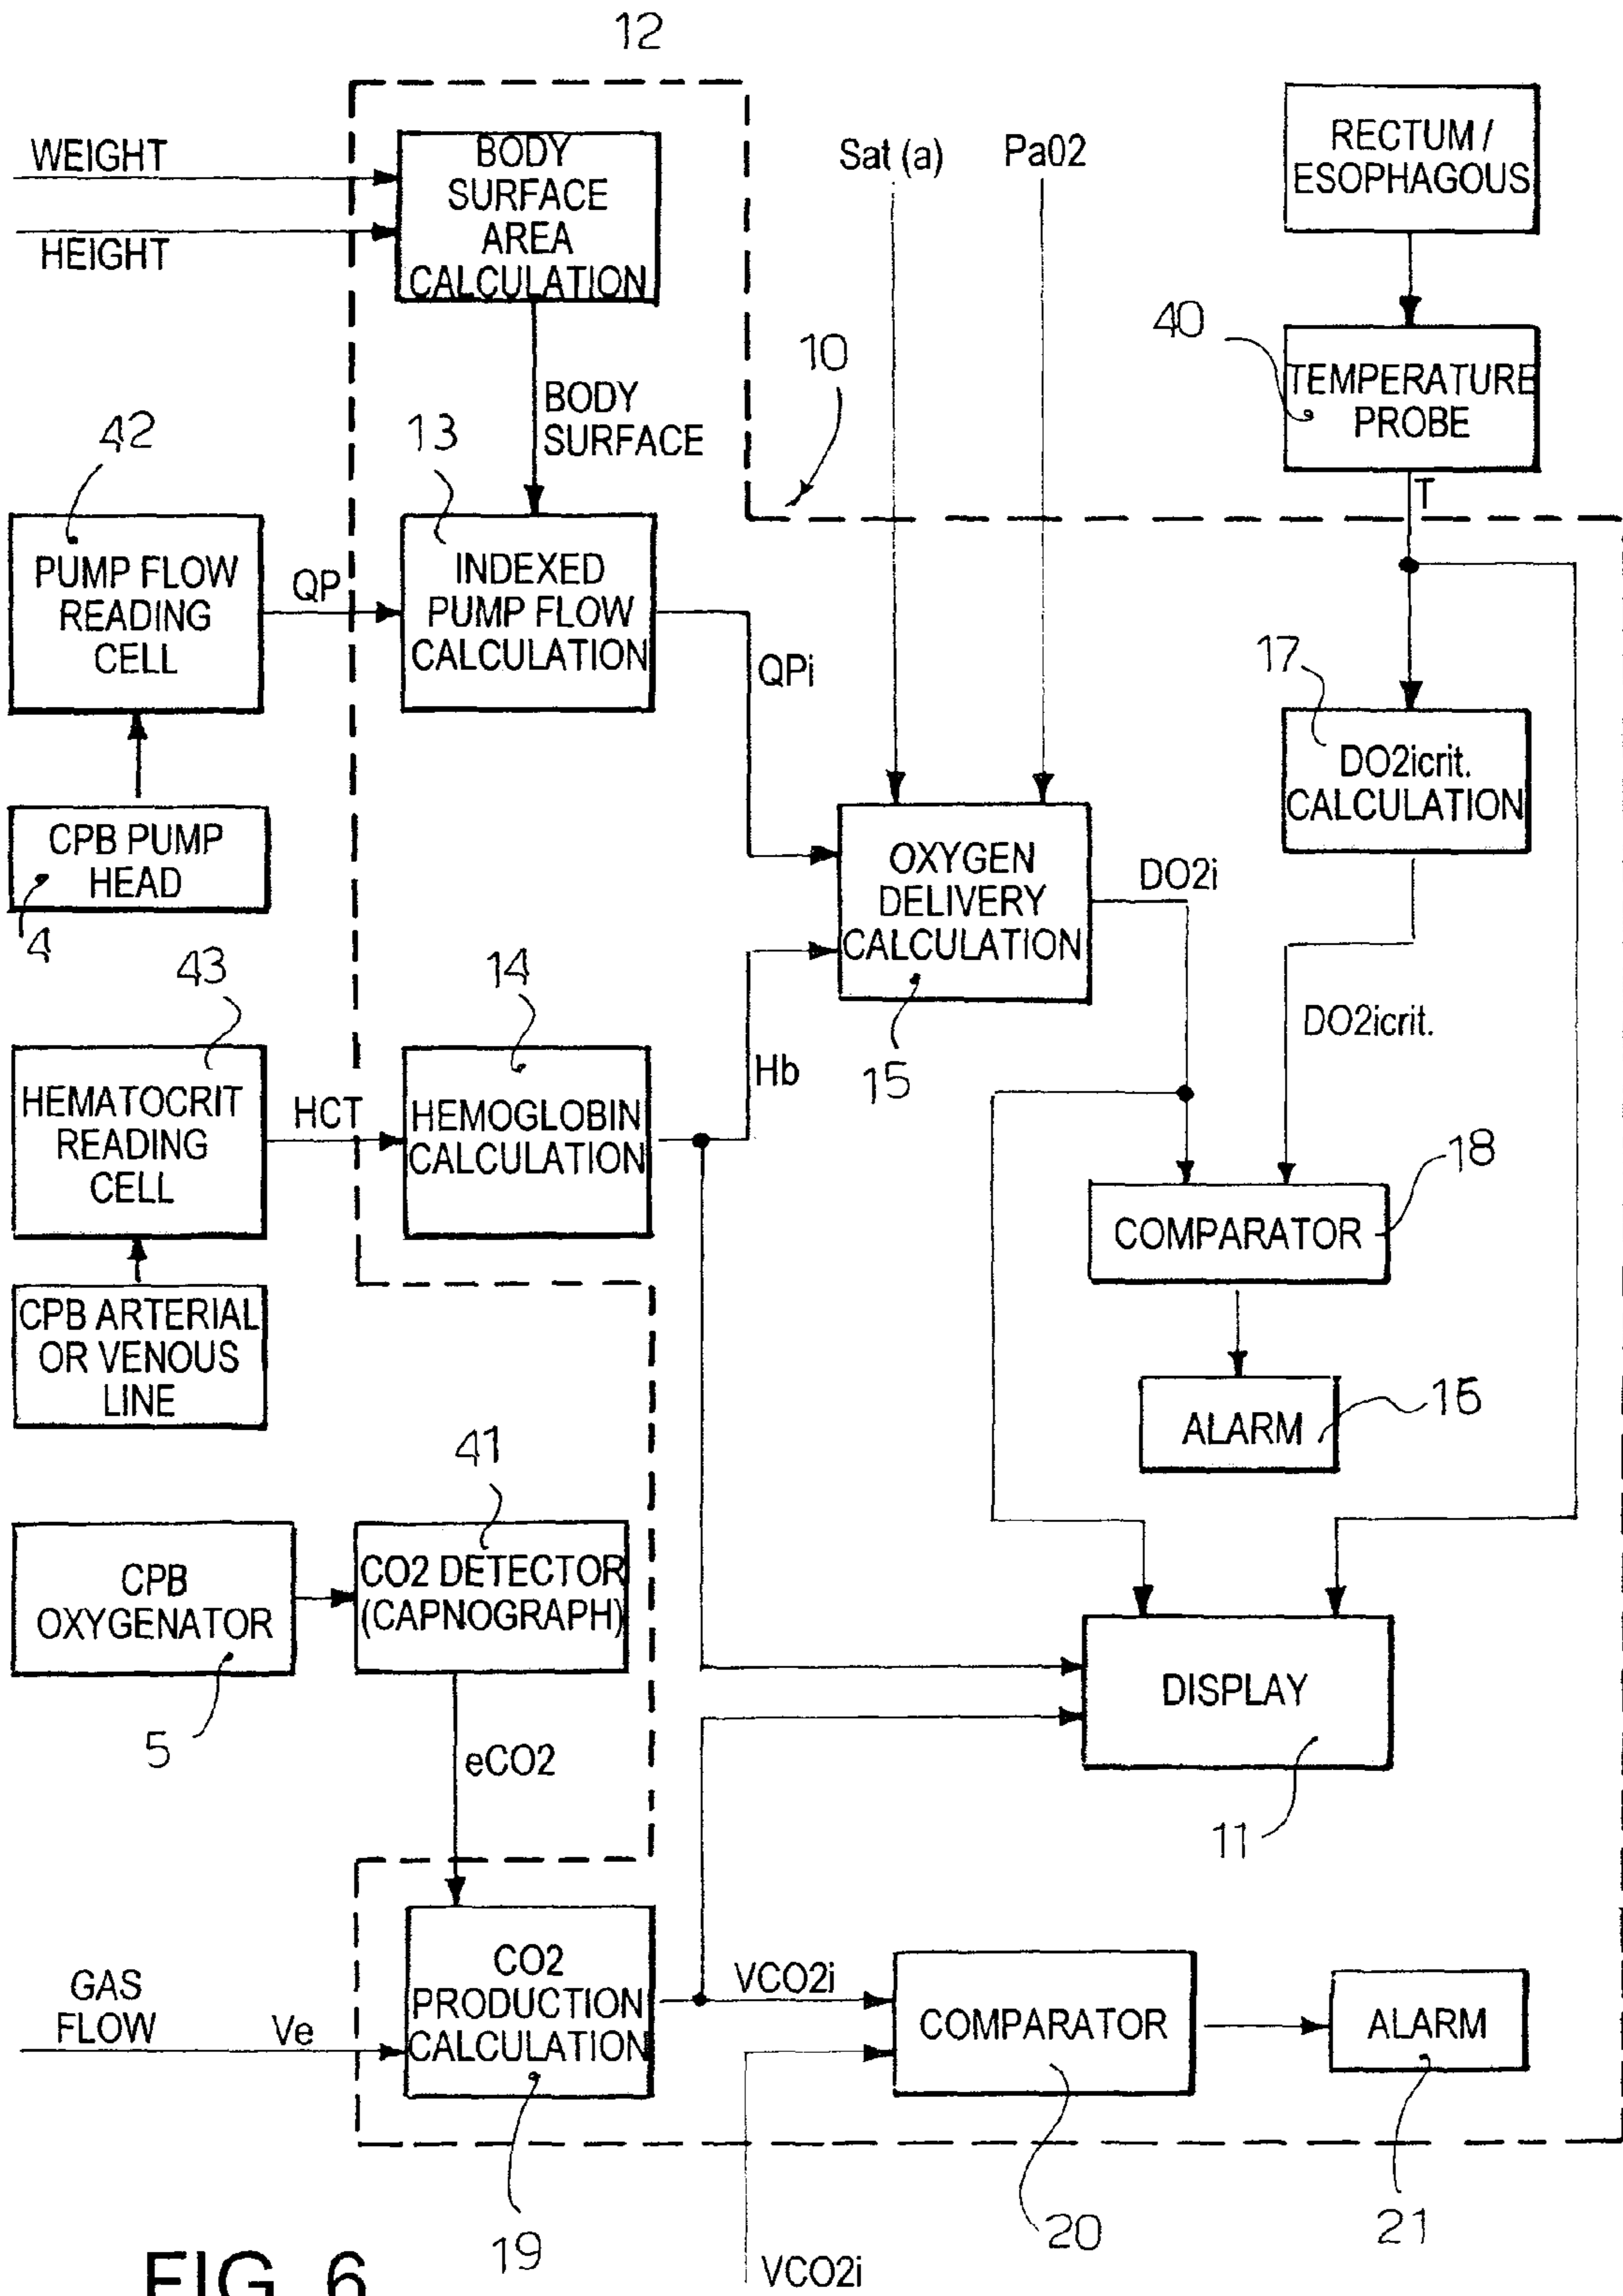 12
WEIGHT
HEIGHT
BODY
SURFACE
AREA
CALCULATION
Sat (a)
Pa02
RECTUM /
ESOPHAGOUS
40
TEMPERATURE
PROBE
T
10
BODY
SURFACE
42
13
PUMP FLOW
READING
CELL
QP
INDEXED
PUMP FLOW
CALCULATION
QPi
17
DO2icrit.
CALCULATION
CPB PUMP
HEAD
4
OXYGEN
DELIVERY
CALCULATION
15
DO2i
DO2icrit.
43
14
HEMATOCRIT
READING
CELL
HCT
HEMOGLOBIN
CALCULATION
Hb
18
COMPARATOR
CPB ARTERIAL
OR VENOUS
LINE
ALARM
16
41
CPB
OXYGENATOR
5
CO2 DETECTOR
(CAPNOGRAPH)
eCO2
DISPLAY
11
GAS
FLOW
Ve
CO2
PRODUCTION
CALCULATION
19
VCO2i
COMPARATOR
20
ALARM
21
VCO2i
FIG. 6